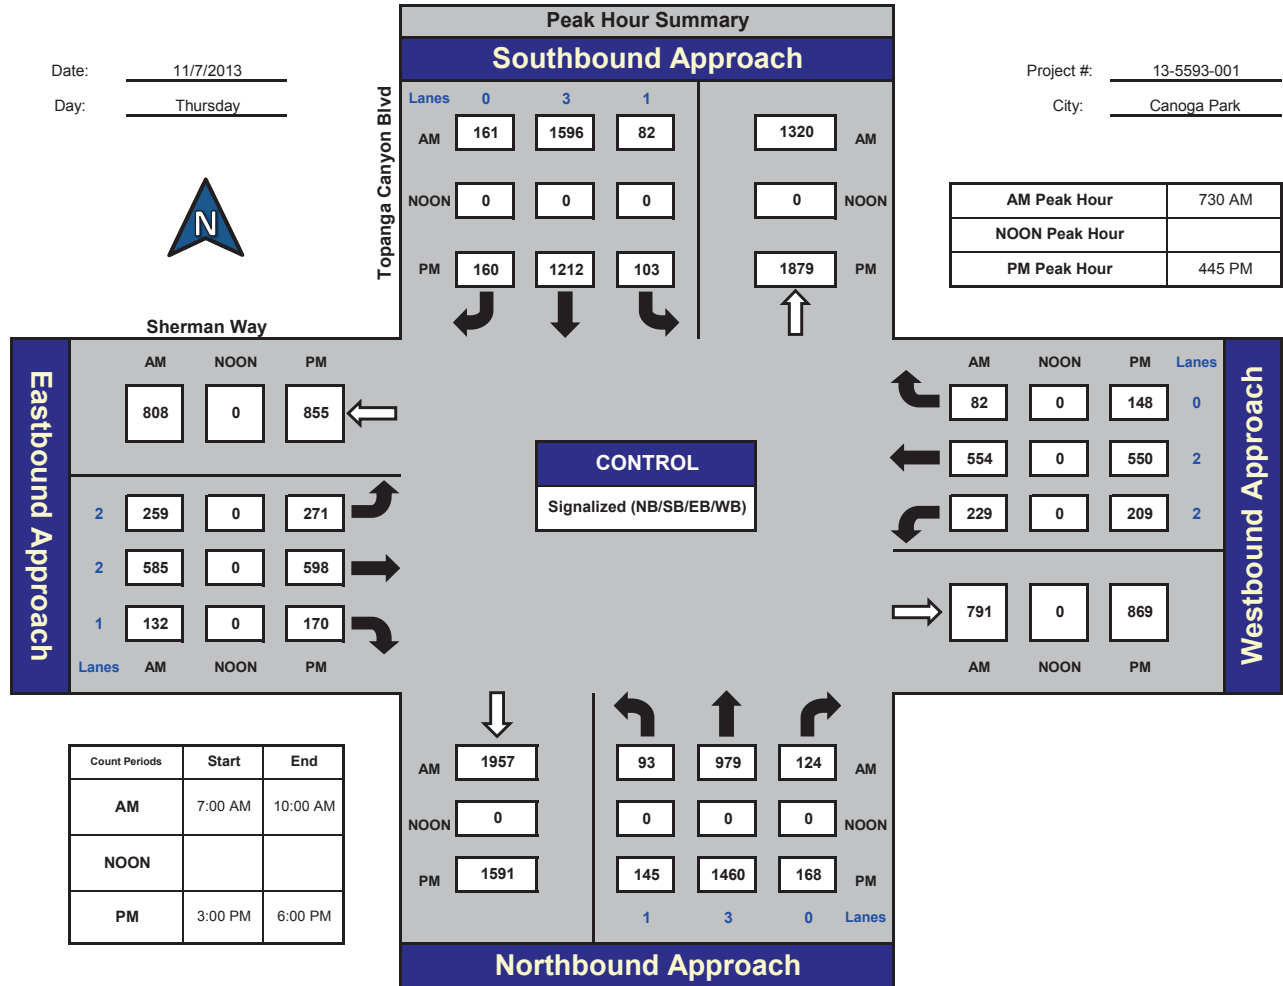 Peak Hour Summary
Southbound Approach
Date: 11/7/2013
Day: Thursday
Project #: 13-5593-001
City: Canoga Park
N
Topanga Canyon Blvd
Lanes 0 3 1
AM 161 1596 82 1320 AM
NOON 0 0 0 0 NOON
PM 160 1212 103 1879 PM
AM Peak Hour 730 AM
NOON Peak Hour
PM Peak Hour 445 PM
Sherman Way
Eastbound Approach
AM NOON PM
808 0 855
2 259 0 271
2 585 0 598
1 132 0 170
Lanes AM NOON PM
CONTROL
Signalized (NB/SB/EB/WB)
AM NOON PM Lanes
82 0 148 0
554 0 550 2
229 0 209 2
791 0 869
AM NOON PM
Westbound Approach
Count Periods Start End
AM 7:00 AM 10:00 AM
NOON
PM 3:00 PM 6:00 PM
AM 1957 93 979 124 AM
NOON 0 0 0 0 NOON
PM 1591 145 1460 168 PM
1 3 0 Lanes
Northbound Approach